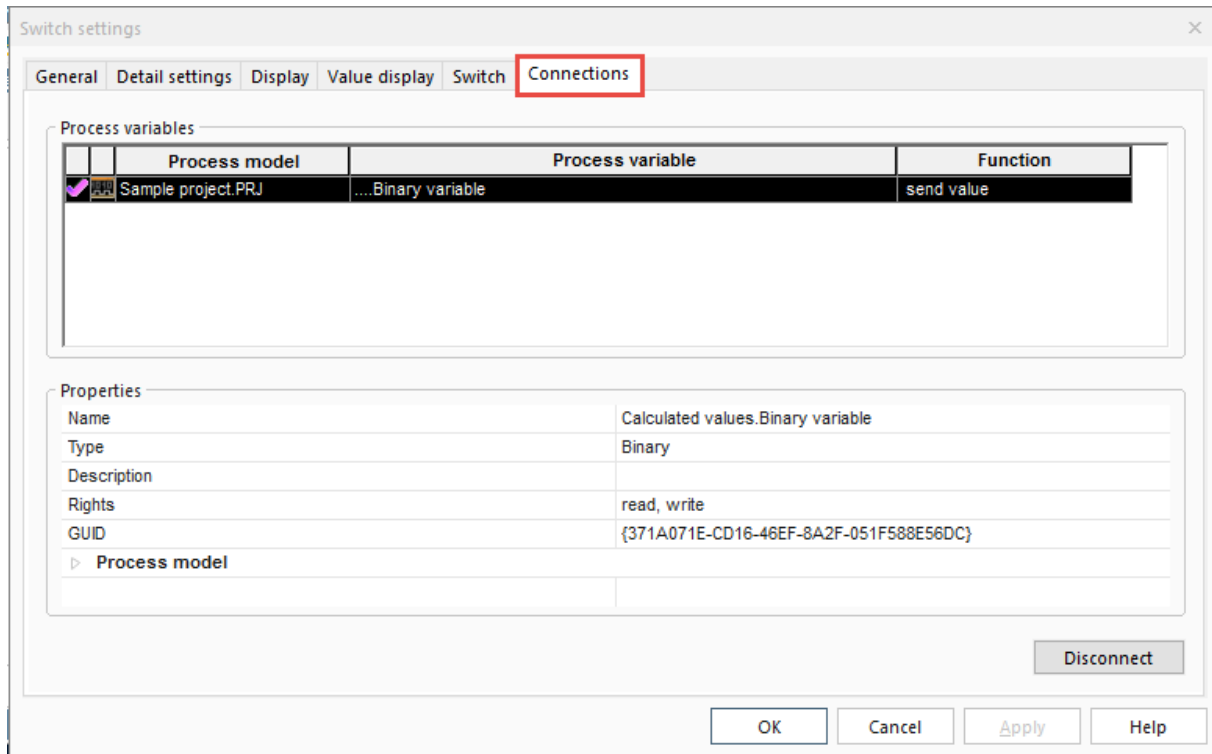 Switch settings
General Detail settings Display Value display Switch Connections
Process variables
Process model Process variable Function
Sample project.PRJ ....Binary variable send value
Properties
Name Calculated values.Binary variable
Type Binary
Description
Rights read, write
GUID {371A071E-CD16-46EF-8A2F-051F588E56DC}
Process model
Disconnect
OK Cancel Apply Help